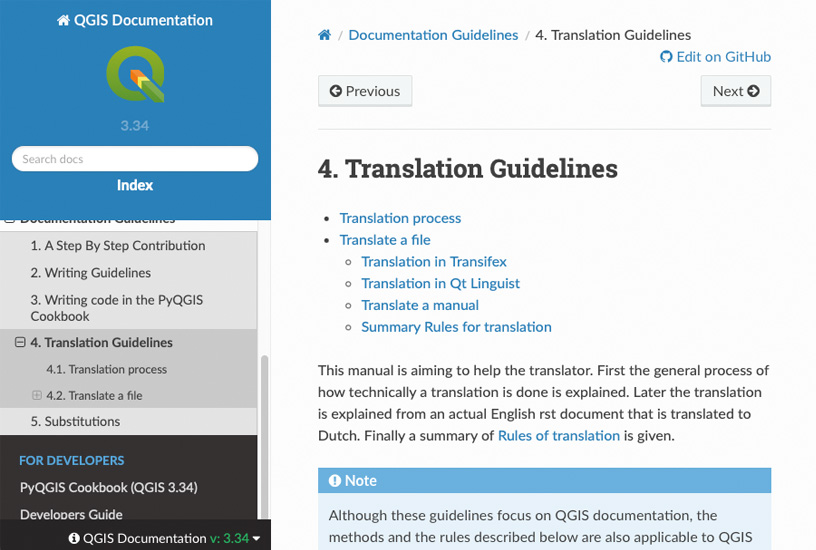 QGIS Documentation
3.34
Search docs
Index
Documentation Guidelines
1. A Step By Step Contribution
2. Writing Guidelines
3. Writing code in the PyQGIS
Cookbook
4. Translation Guidelines
4.1. Translation process
4.2. Translate a file
5. Substitutions
FOR DEVELOPERS
PyQGIS Cookbook (QGIS 3.34)
Developers Guide
QGIS Documentation v: 3.34
/ Documentation Guidelines / 4. Translation Guidelines
Edit on GitHub
Previous
Next
4. Translation Guidelines
Translation process
Translate a file
Translation in Transifex
Translation in Qt Linguist
Translate a manual
Summary Rules for translation
This manual is aiming to help the translator. First the general process of
how technically a translation is done is explained. Later the translation
is explained from an actual English rst document that is translated to
Dutch. Finally a summary of Rules of translation is given.
Note
Although these guidelines focus on QGIS documentation, the
methods and the rules described below are also applicable to QGIS